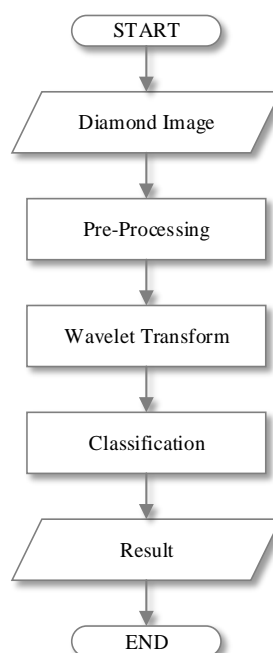 START
Diamond Image
Pre-Processing
Wavelet Transform
Classification
Result
END